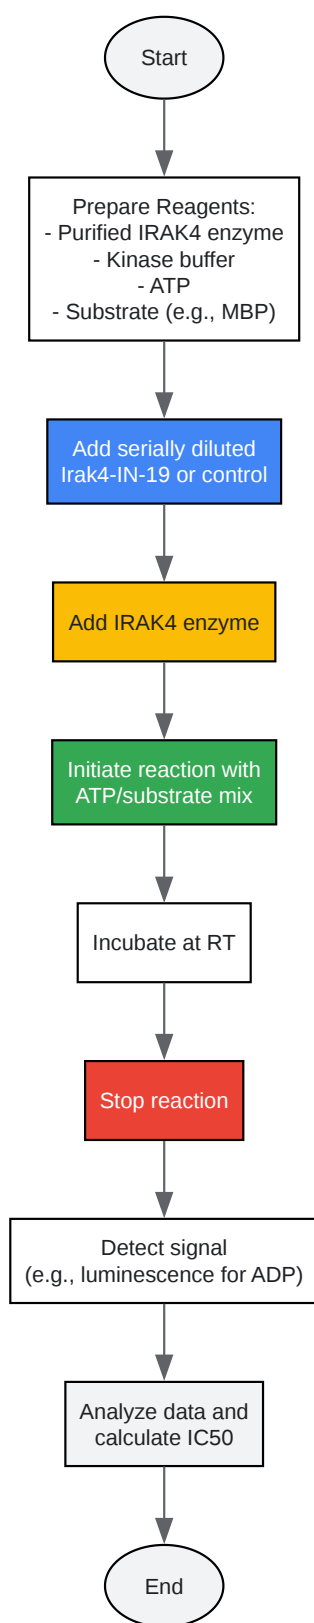 Start
Prepare Reagents:
- Purified IRAK4 enzyme
- Kinase buffer
- ATP
- Substrate (e.g., MBP)
Add serially diluted
Irak4-IN-19 or control
Add IRAK4 enzyme
Initiate reaction with
ATP/substrate mix
Incubate at RT
Stop reaction
Detect signal
(e.g., luminescence for ADP)
Analyze data and
calculate IC50
End